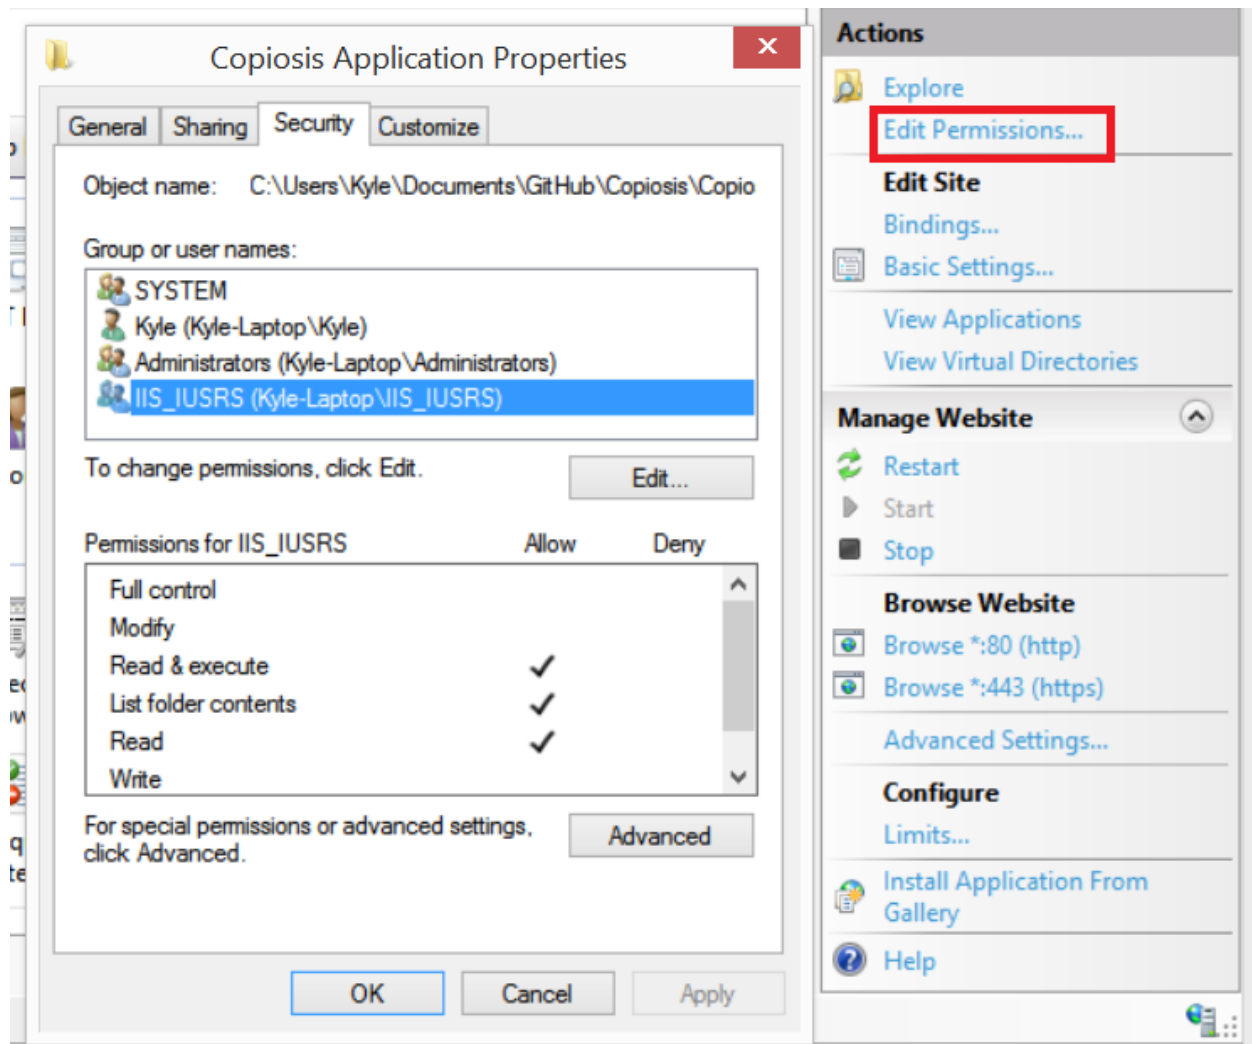 Copiosis Application Properties
General Sharing Security Customize
Object name: C:\Users\Kyle\Documents\GitHub\Copiosis\Copio
Group or user names:
SYSTEM
Kyle (Kyle-Laptop\Kyle)
Administrators (Kyle-Laptop\Administrators)
IIS_IUSRS (Kyle-Laptop\IIS_IUSRS)
To change permissions, click Edit.
Edit...
Permissions for IIS_IUSRS Allow Deny
Full control
Modify
Read & execute
List folder contents
Read
Write
For special permissions or advanced settings,
click Advanced.
Advanced
OK Cancel Apply
Actions
Explore
Edit Permissions...
Edit Site
Bindings...
Basic Settings...
View Applications
View Virtual Directories
Manage Website
Restart
Start
Stop
Browse Website
Browse *:80 (http)
Browse *:443 (https)
Advanced Settings...
Configure
Limits...
Install Application From
Gallery
Help